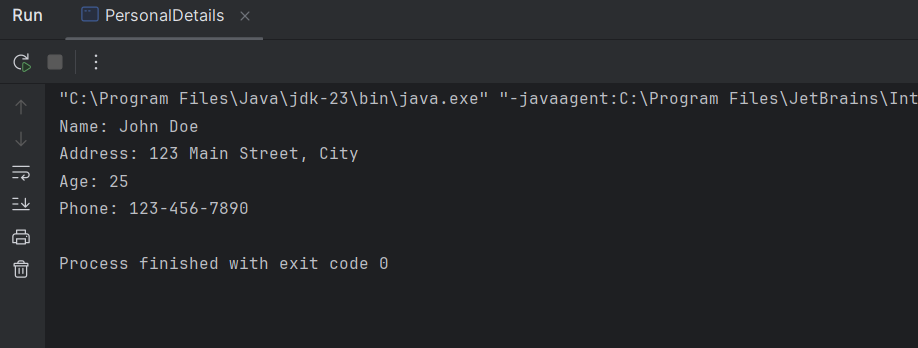 Run PersonalDetails
"C:\Program Files\Java\jdk-23\bin\java.exe" "-javaagent:C:\Program Files\JetBrains\Int
Name: John Doe
Address: 123 Main Street, City
Age: 25
Phone: 123-456-7890
Process finished with exit code 0